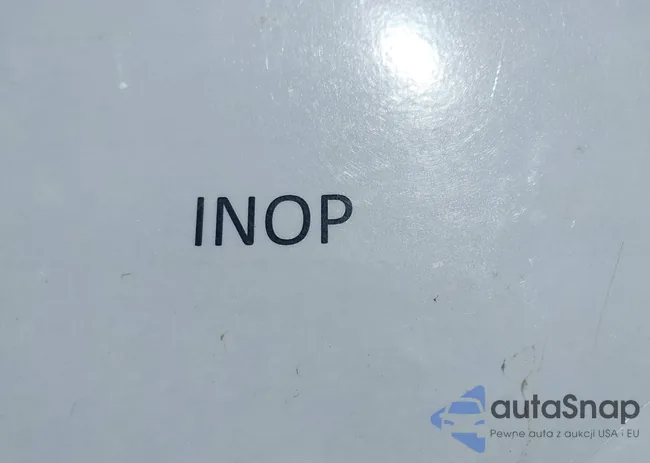 INOP
autaSnap
Pewne auta z aukcji USA i EU